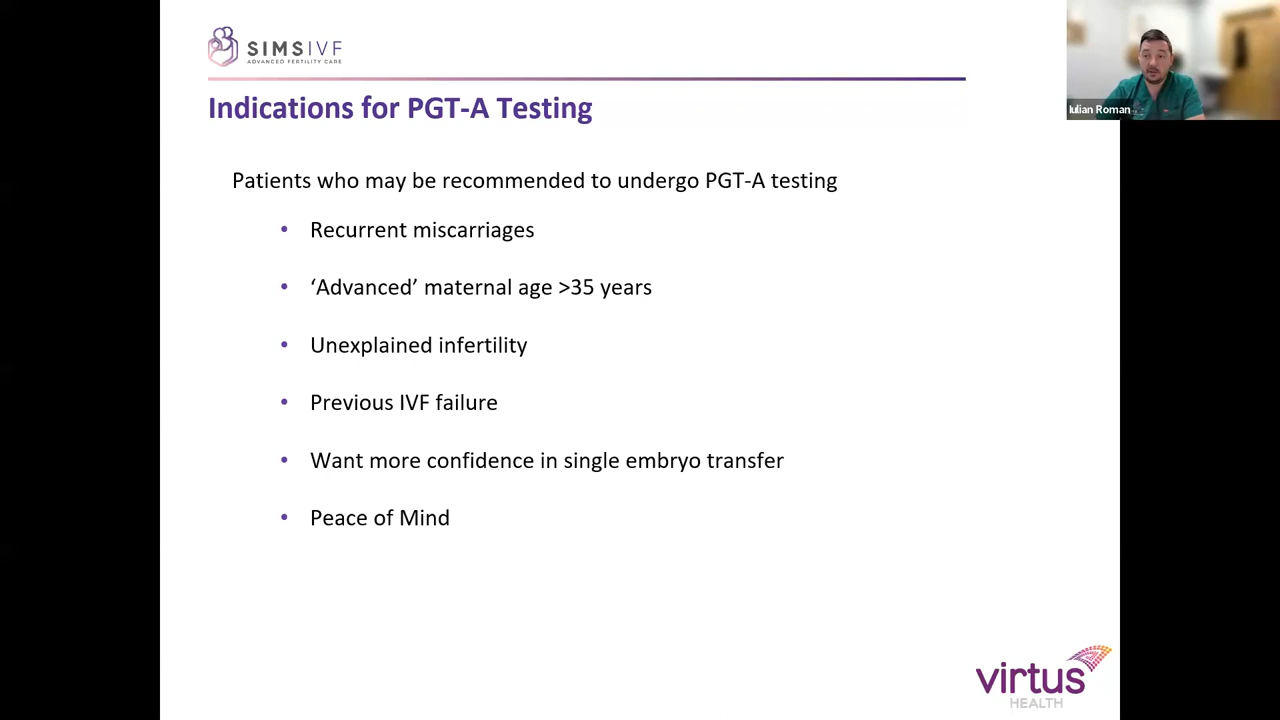 SIMSIVF
ADVANCED FERTILITY CARE
Iulian Roman
Indications for PGT-A Testing
Patients who may be recommended to undergo PGT-A testing
• Recurrent miscarriages
• ‘Advanced’ maternal age >35 years
• Unexplained infertility
• Previous IVF failure
• Want more confidence in single embryo transfer
• Peace of Mind
virtus
HEALTH